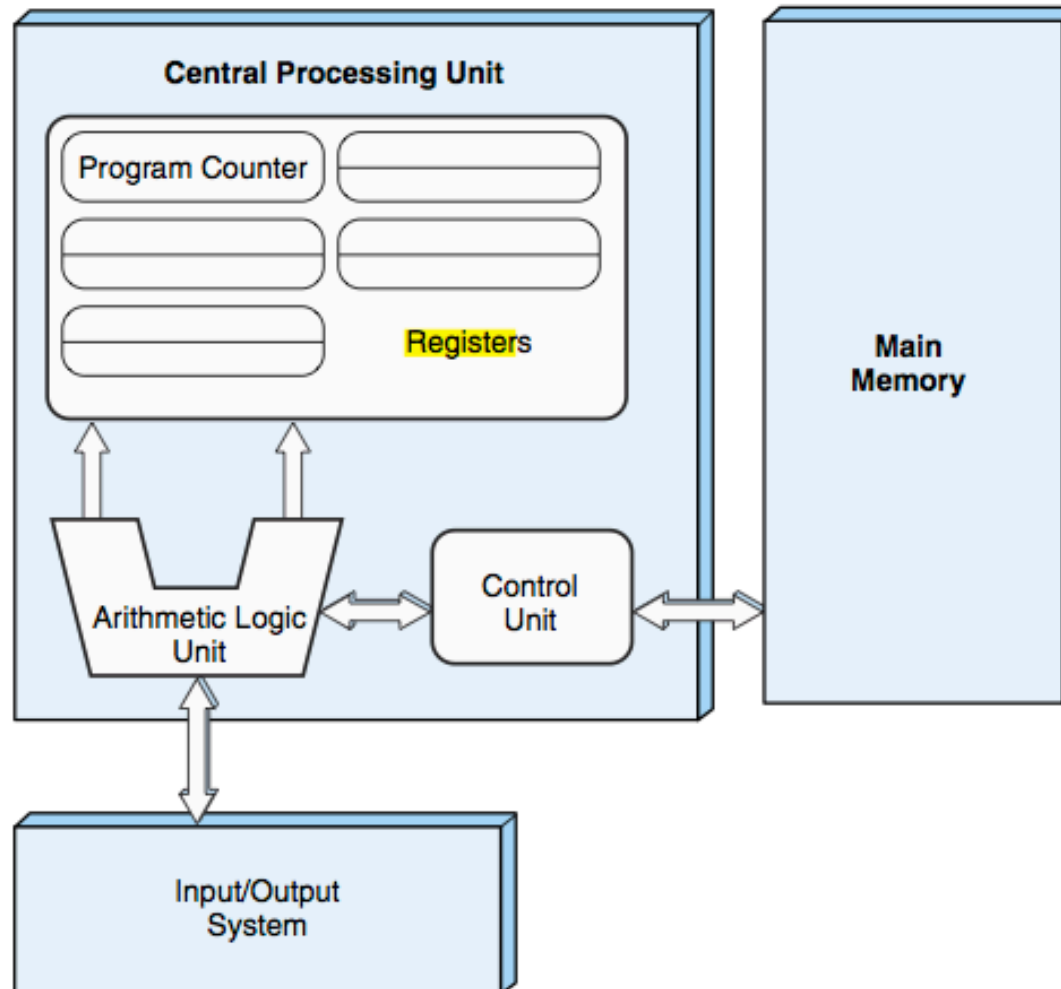 Central Processing Unit
Program Counter
Registers
Main
Memory
Arithmetic Logic
Unit
Control
Unit
Input/Output
System